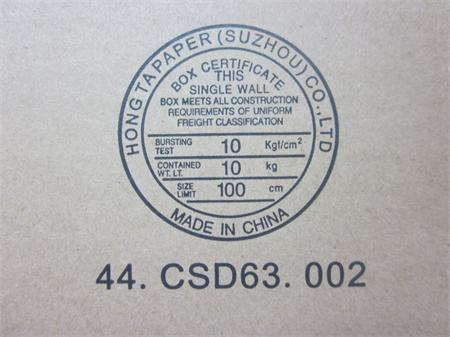 HONG TA PAPER (SUZHOU) CO.,LTD
BOX CERTIFICATE
THIS
SINGLE WALL
BOX MEETS ALL CONSTRUCTION
REQUIREMENTS OF UNIFORM
FREIGHT CLASSIFICATION
BURSTING TEST 10 Kgf/cm²
CONTAINED WT. LT. 10 kg
SIZE LIMIT 100 cm
MADE IN CHINA
44. CSD63. 002